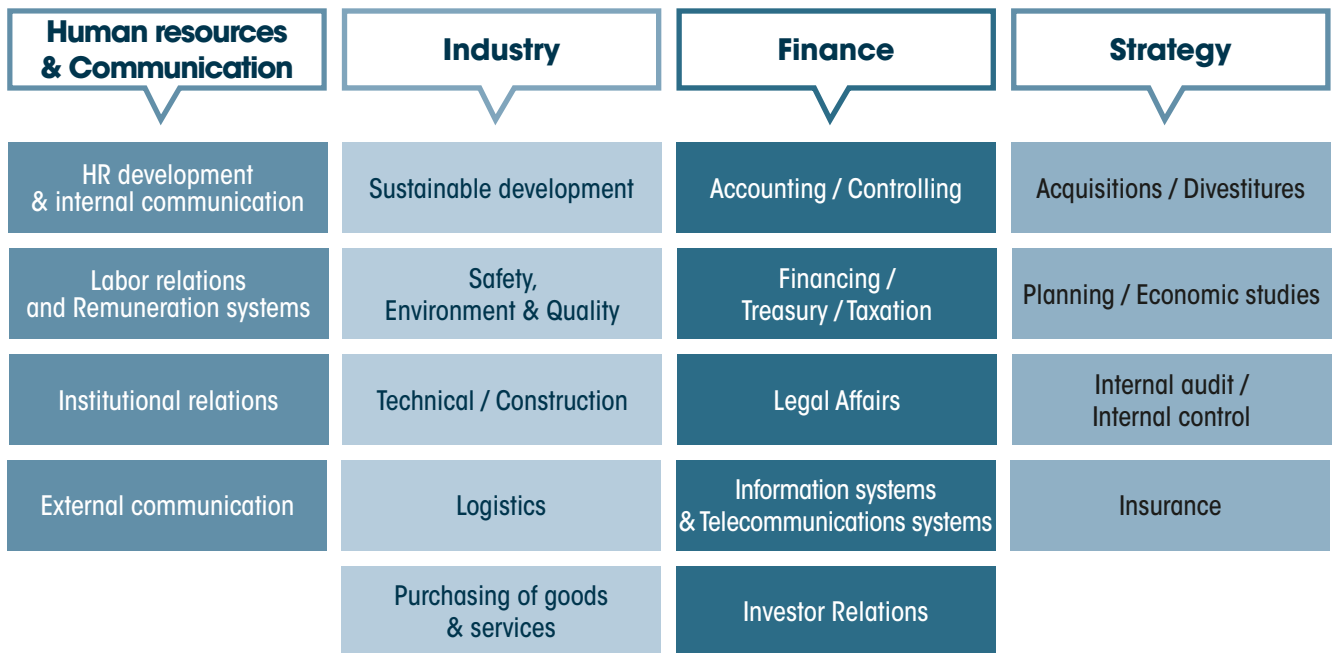 Human resources
& Communication
Industry
Finance
Strategy
HR development
& internal communication
Sustainable development
Accounting / Controlling
Acquisitions / Divestitures
Labor relations
and Remuneration systems
Safety,
Environment & Quality
Financing /
Treasury / Taxation
Planning / Economic studies
Institutional relations
Technical / Construction
Legal Affairs
Internal audit /
Internal control
External communication
Logistics
Information systems
& Telecommunications systems
Insurance
Purchasing of goods
& services
Investor Relations